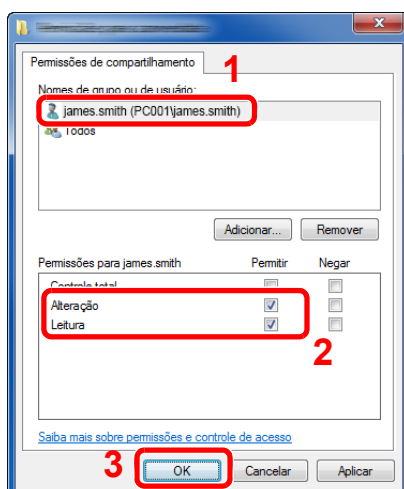 Permissões de compartilhamento
1
Nomes de grupo ou de usuário:
james.smith (PC001\james.smith)
Todos
Adicionar... Remover
Permissões para james.smith Permitir Negar
Controle total
Alteração
Leitura
2
Saiba mais sobre permissões e controle de acesso
3
OK Cancelar Aplicar